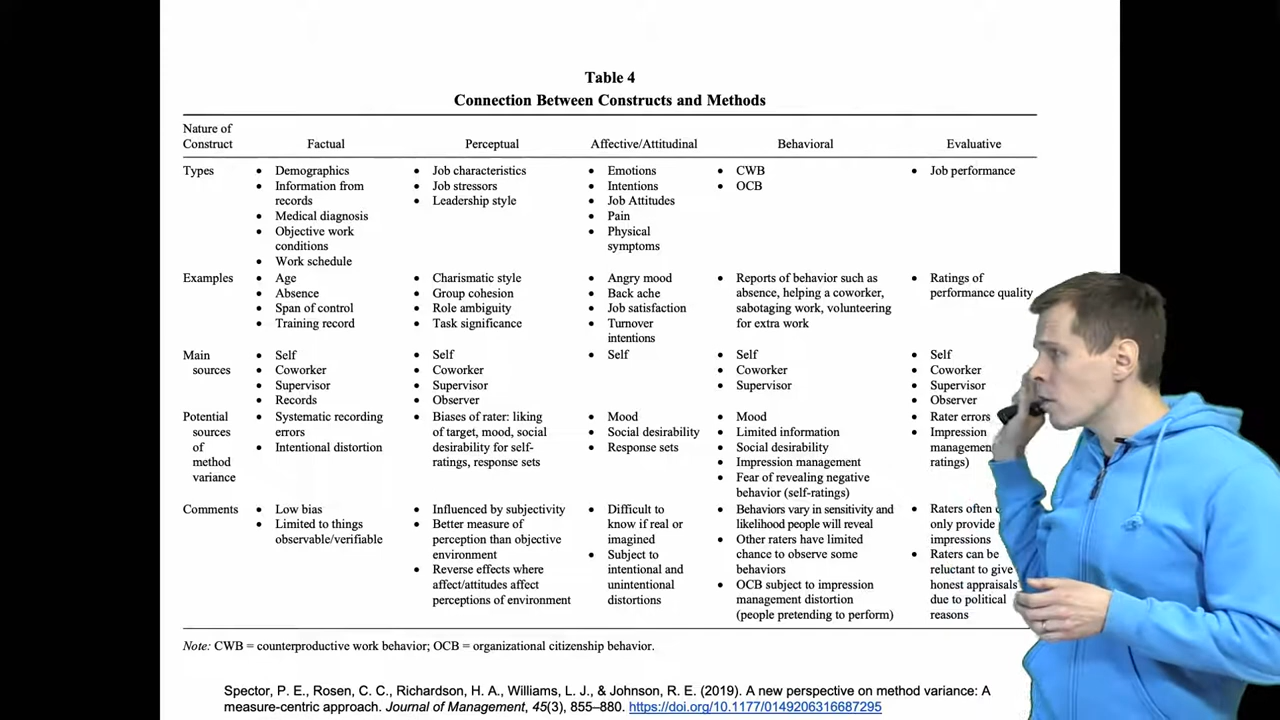 Table 4
Connection Between Constructs and Methods
Nature of
Construct
Factual
Perceptual
Affective/Attitudinal
Behavioral
Evaluative
Types
• Demographics
• Information from
records
• Medical diagnosis
• Objective work
conditions
• Work schedule
• Job characteristics
• Job stressors
• Leadership style
• Emotions
• Intentions
• Job Attitudes
• Pain
• Physical
symptoms
• CWB
• OCB
• Job performance
Examples
• Age
• Absence
• Span of control
• Training record
• Charismatic style
• Group cohesion
• Role ambiguity
• Task significance
• Angry mood
• Back ache
• Job satisfaction
• Turnover
intentions
• Reports of behavior such as
absence, helping a coworker,
sabotaging work, volunteering
for extra work
• Ratings of
performance quality
Main
sources
• Self
• Coworker
• Supervisor
• Records
• Self
• Coworker
• Supervisor
• Observer
• Self
• Self
• Coworker
• Supervisor
• Self
• Coworker
• Supervisor
• Observer
Potential
sources
of
method
variance
• Systematic recording
errors
• Intentional distortion
• Biases of rater: liking
of target, mood, social
desirability for self-
ratings, response sets
• Mood
• Social desirability
• Response sets
• Mood
• Limited information
• Social desirability
• Impression management
• Fear of revealing negative
behavior (self-ratings)
• Rater errors
• Impression
managemen
ratings)
Comments
• Low bias
• Limited to things
observable/verifiable
• Influenced by subjectivity
• Better measure of
perception than objective
environment
• Reverse effects where
affect/attitudes affect
perceptions of environment
• Difficult to
know if real or
imagined
• Subject to
intentional and
unintentional
distortions
• Behaviors vary in sensitivity and
likelihood people will reveal
• Other raters have limited
chance to observe some
behaviors
• OCB subject to impression
management distortion
(people pretending to perform)
• Raters often
only provide
impressions
• Raters can be
reluctant to give
honest appraisals
due to political
reasons
Note: CWB = counterproductive work behavior; OCB = organizational citizenship behavior.
Spector, P. E., Rosen, C. C., Richardson, H. A., Williams, L. J., & Johnson, R. E. (2019). A new perspective on method variance: A
measure-centric approach. Journal of Management, 45(3), 855–880. https://doi.org/10.1177/0149206316687295